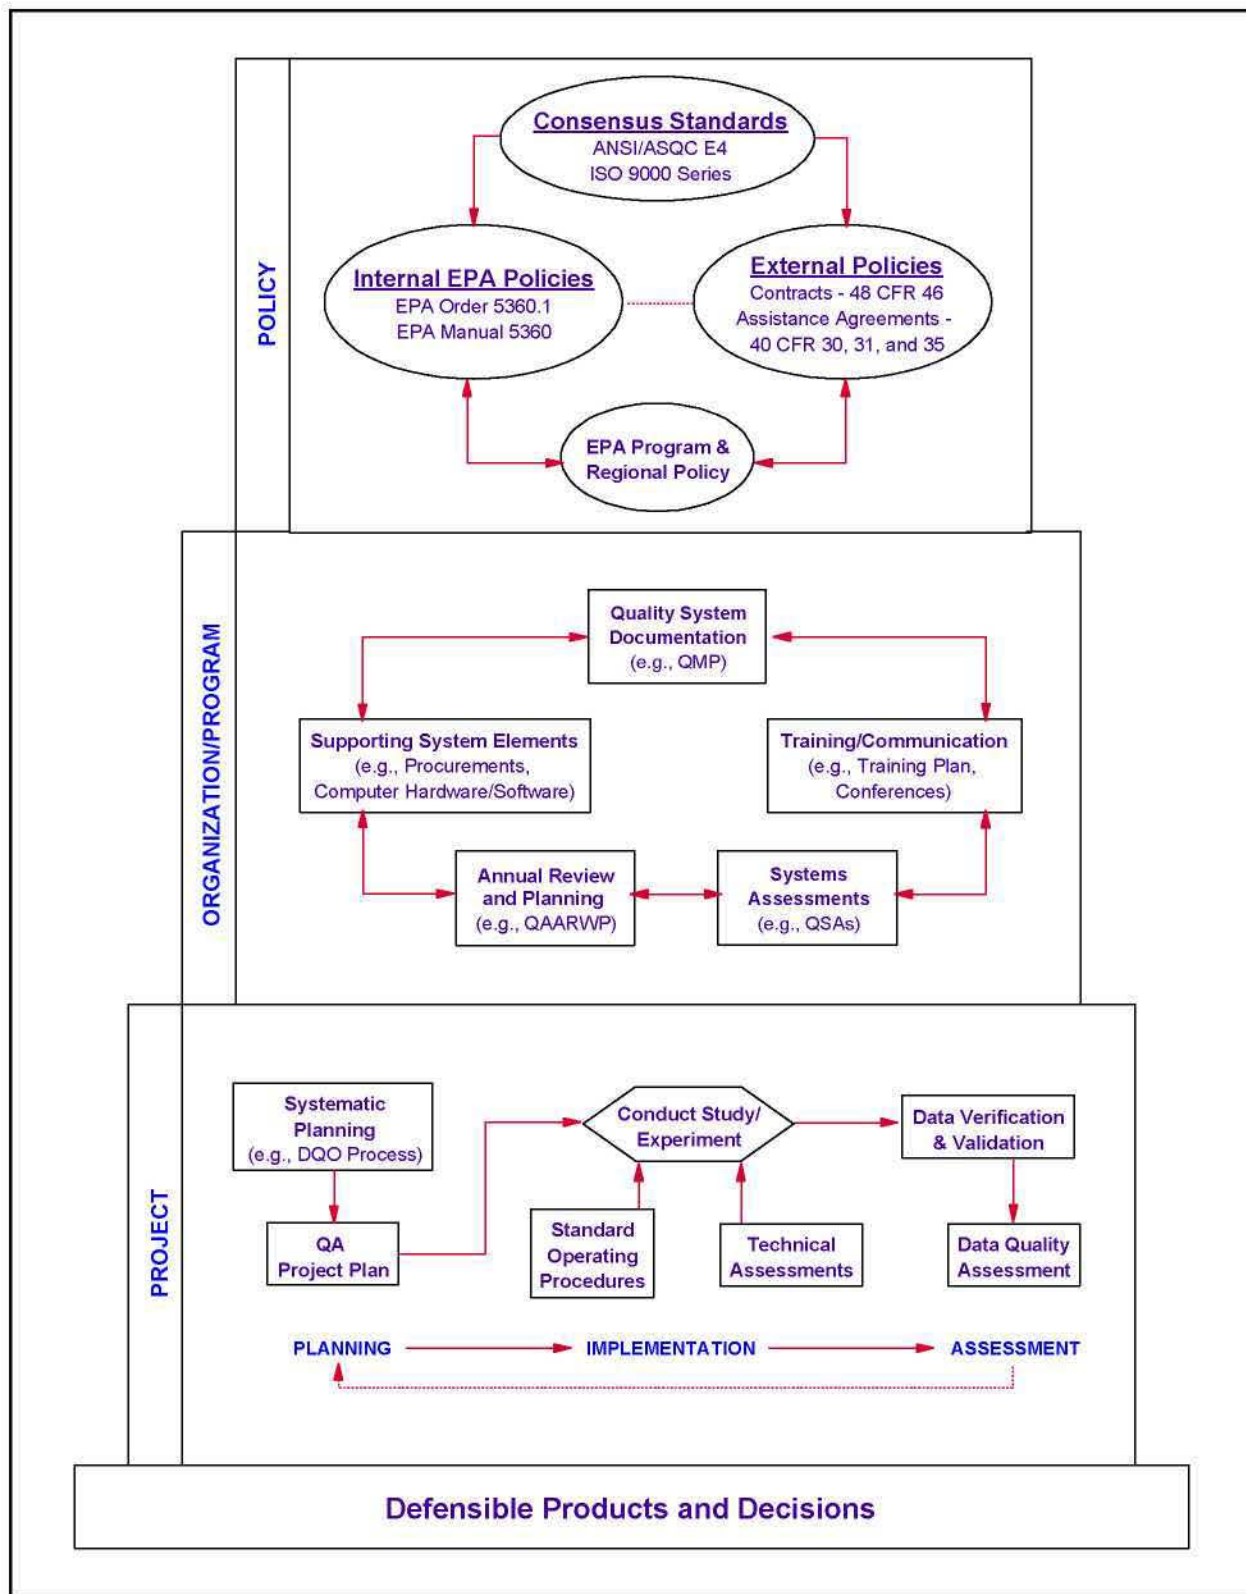 POLICY
Consensus Standards
ANSI/ASQC E4
ISO 9000 Series
Internal EPA Policies
EPA Order 5360.1
EPA Manual 5360
External Policies
Contracts - 48 CFR 46
Assistance Agreements -
40 CFR 30, 31, and 35
EPA Program &
Regional Policy
ORGANIZATION/PROGRAM
Quality System
Documentation
(e.g., QMP)
Supporting System Elements
(e.g., Procurements,
Computer Hardware/Software)
Training/Communication
(e.g., Training Plan,
Conferences)
Annual Review
and Planning
(e.g., QAARWP)
Systems
Assessments
(e.g., QSAs)
PROJECT
Systematic
Planning
(e.g., DQO Process)
QA
Project Plan
Conduct Study/
Experiment
Standard
Operating
Procedures
Technical
Assessments
Data Verification
& Validation
Data Quality
Assessment
PLANNING
IMPLEMENTATION
ASSESSMENT
Defensible Products and Decisions